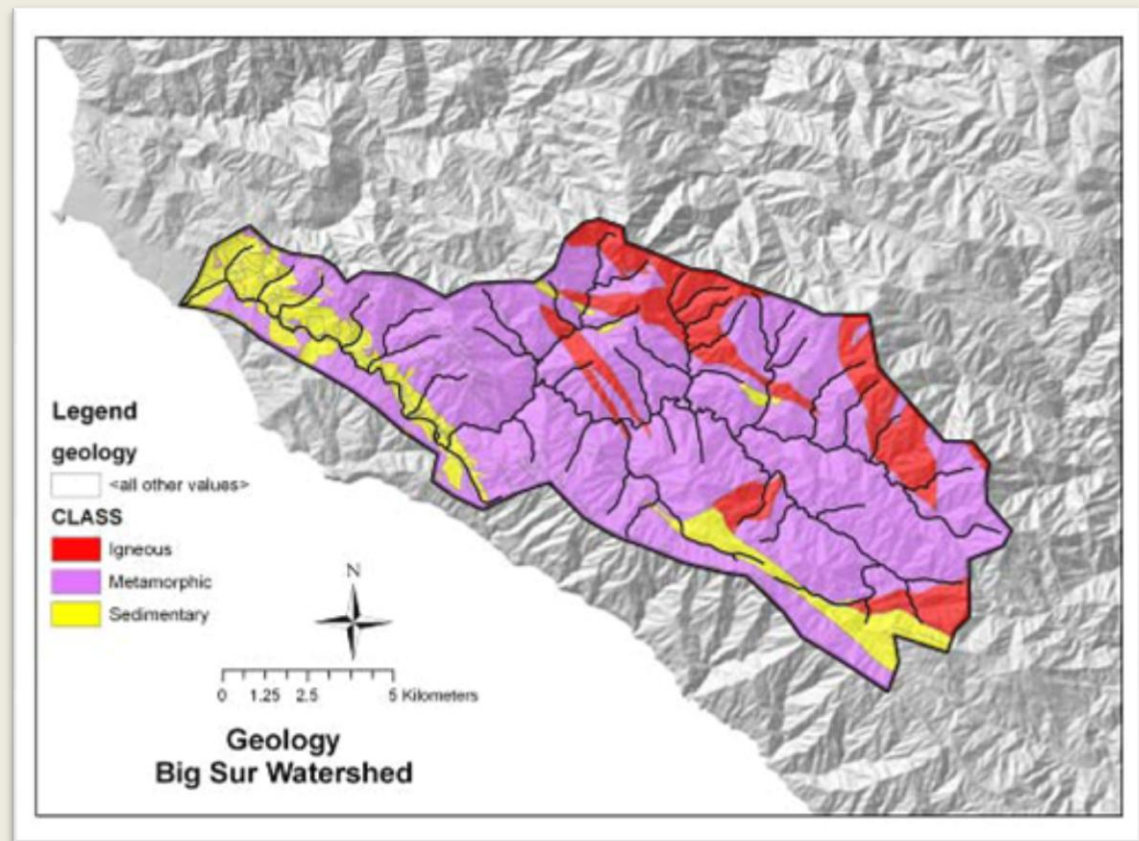 Legend
geology
<all other values>
CLASS
Igneous
Metamorphic
Sedimentary
N
0 1.25 2.5 5 Kilometers
Geology
Big Sur Watershed